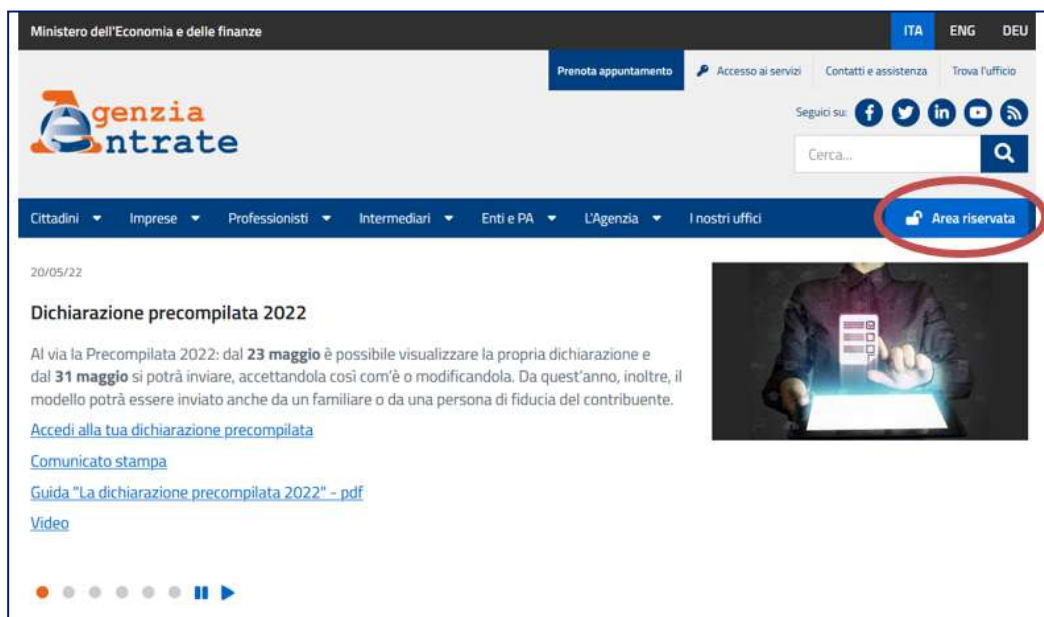 Ministero dell'Economia e delle finanze
ITA ENG DEU
Prenota appuntamento Accesso ai servizi Contatti e assistenza Trova l'ufficio
Agenzia
Entrate
Seguici su:
Cerca...
Cittadini Imprese Professionisti Intermediari Enti e PA L'Agenzia I nostri uffici Area riservata
20/05/22
Dichiarazione precompilata 2022
Al via la Precompilata 2022: dal 23 maggio è possibile visualizzare la propria dichiarazione e
dal 31 maggio si potrà inviare, accettandola così com'è o modificandola. Da quest'anno, inoltre, il
modello potrà essere inviato anche da un familiare o da una persona di fiducia del contribuente.
Accedi alla tua dichiarazione precompilata
Comunicato stampa
Guida "La dichiarazione precompilata 2022" - pdf
Video